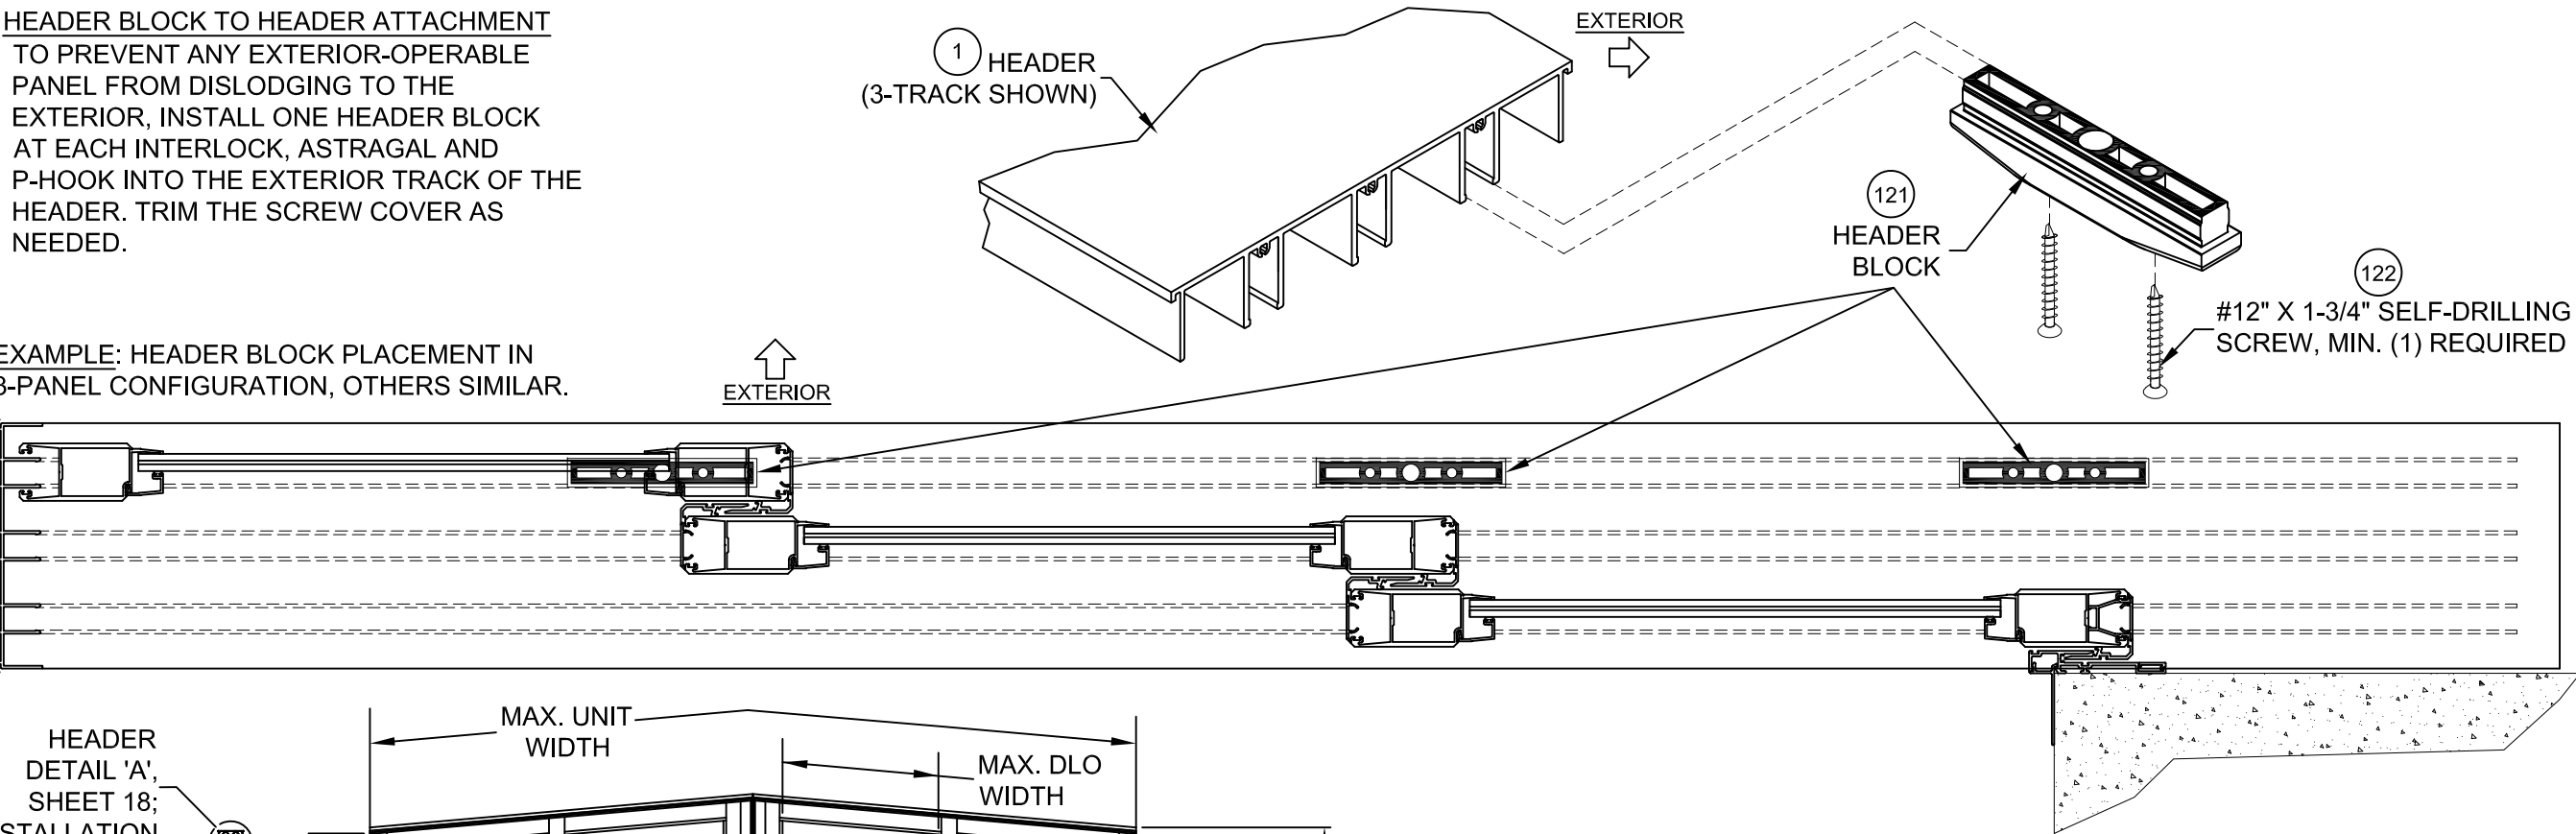 HEADER BLOCK TO HEADER ATTACHMENT
TO PREVENT ANY EXTERIOR-OPERABLE
PANEL FROM DISLODGING TO THE
EXTERIOR, INSTALL ONE HEADER BLOCK
AT EACH INTERLOCK, ASTRAGAL AND
P-HOOK INTO THE EXTERIOR TRACK OF THE
HEADER. TRIM THE SCREW COVER AS
NEEDED.
1 HEADER
(3-TRACK SHOWN)
EXTERIOR
121
HEADER
BLOCK
122
#12" X 1-3/4" SELF-DRILLING
SCREW, MIN. (1) REQUIRED
EXAMPLE: HEADER BLOCK PLACEMENT IN
3-PANEL CONFIGURATION, OTHERS SIMILAR.
EXTERIOR
HEADER
DETAIL 'A',
SHEET 18;
STALLATION
MAX. UNIT
WIDTH
MAX. DLO
WIDTH